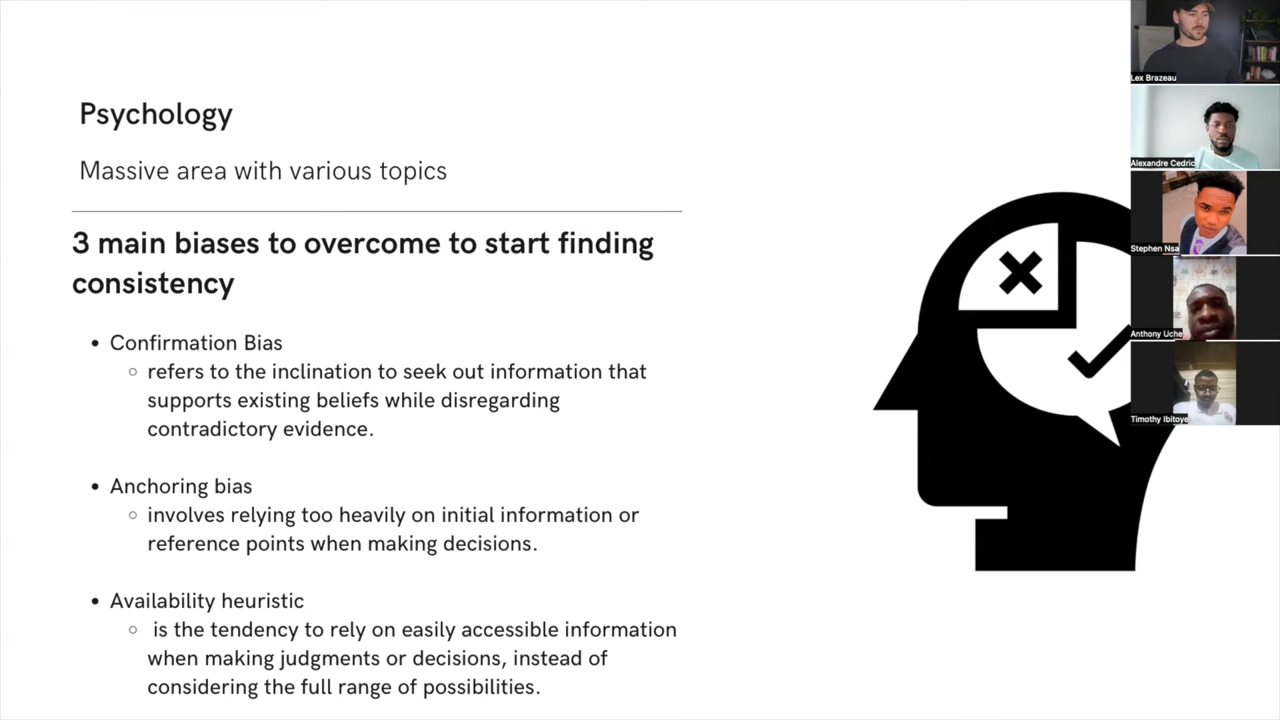 Psychology
Massive area with various topics
3 main biases to overcome to start finding
consistency
• Confirmation Bias
○ refers to the inclination to seek out information that
supports existing beliefs while disregarding
contradictory evidence.
• Anchoring bias
○ involves relying too heavily on initial information or
reference points when making decisions.
• Availability heuristic
○ is the tendency to rely on easily accessible information
when making judgments or decisions, instead of
considering the full range of possibilities.
Lex Brazeau
Alexandre Cedric
Stephen Nsa
Anthony Uche
Timothy Ibitoye